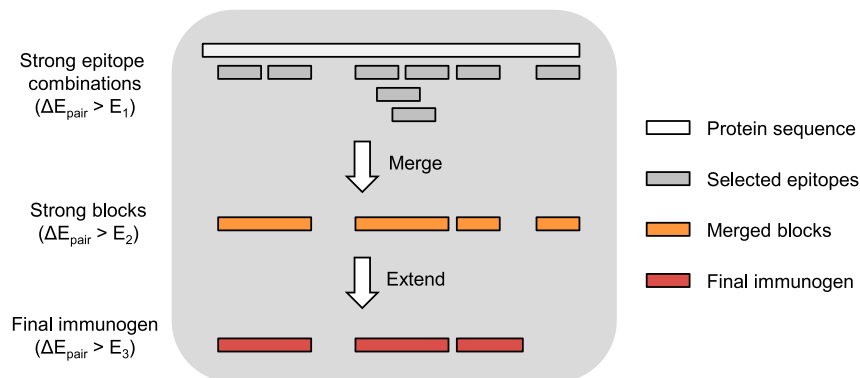 Strong epitope
combinations
(ΔE_pair > E_1)
Merge
Strong blocks
(ΔE_pair > E_2)
Extend
Final immunogen
(ΔE_pair > E_3)
Protein sequence
Selected epitopes
Merged blocks
Final immunogen